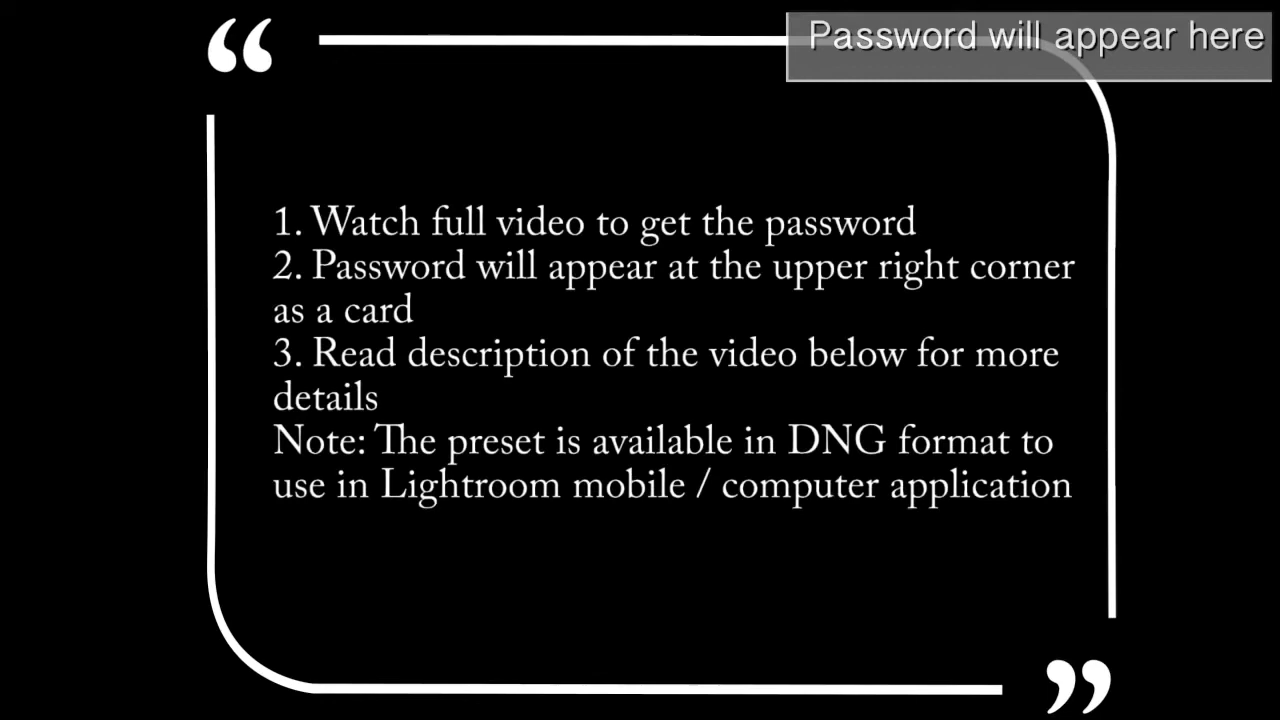 Password will appear here
1. Watch full video to get the password
2. Password will appear at the upper right corner
as a card
3. Read description of the video below for more
details
Note: The preset is available in DNG format to
use in Lightroom mobile / computer application